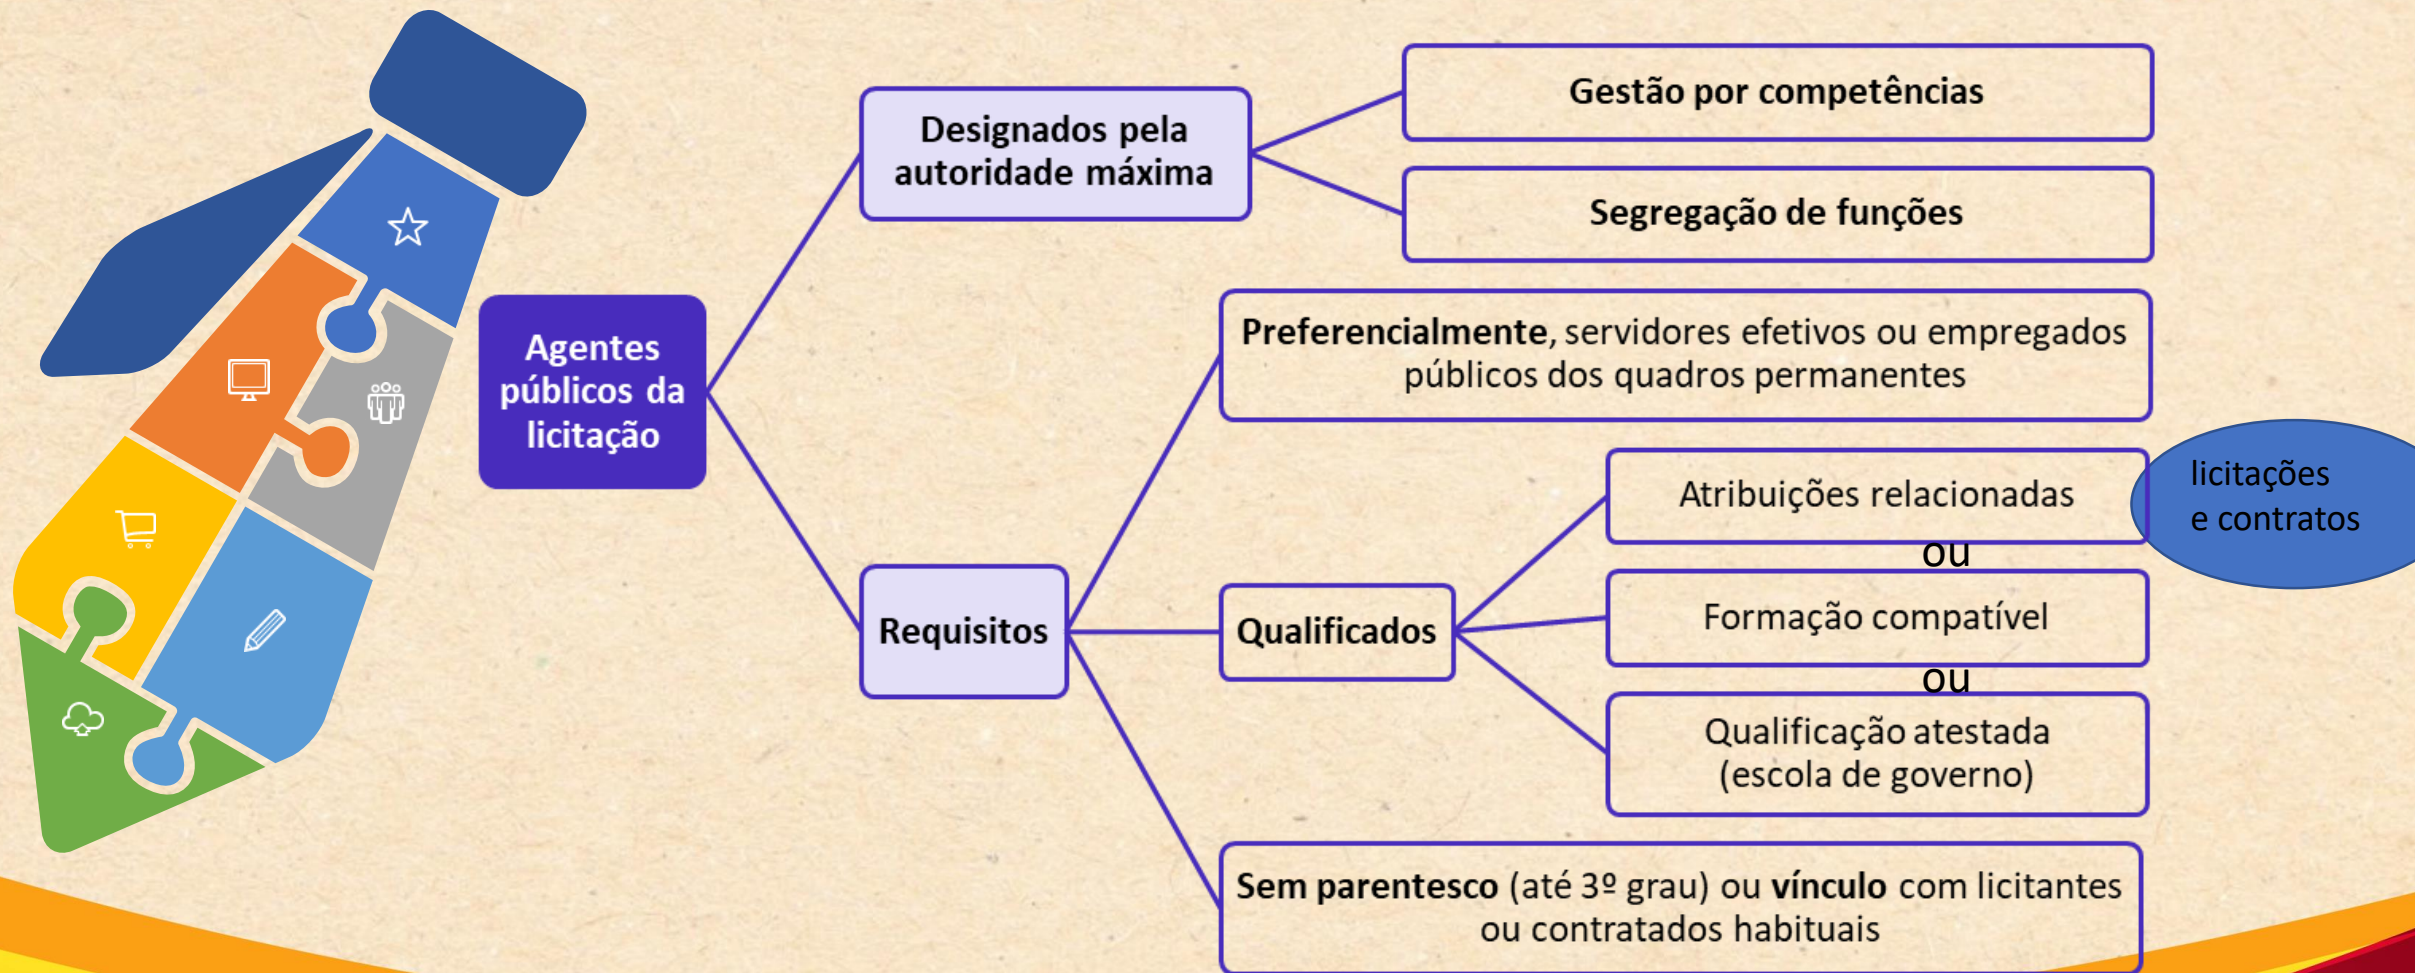 Agentes
públicos da
licitação
Designados pela
autoridade máxima
Gestão por competências
Segregação de funções
Requisitos
Preferencialmente, servidores efetivos ou empregados
públicos dos quadros permanentes
Qualificados
Atribuições relacionadas
licitações
e contratos
ou
Formação compatível
ou
Qualificação atestada
(escola de governo)
Sem parentesco (até 3º grau) ou vínculo com licitantes
ou contratados habituais